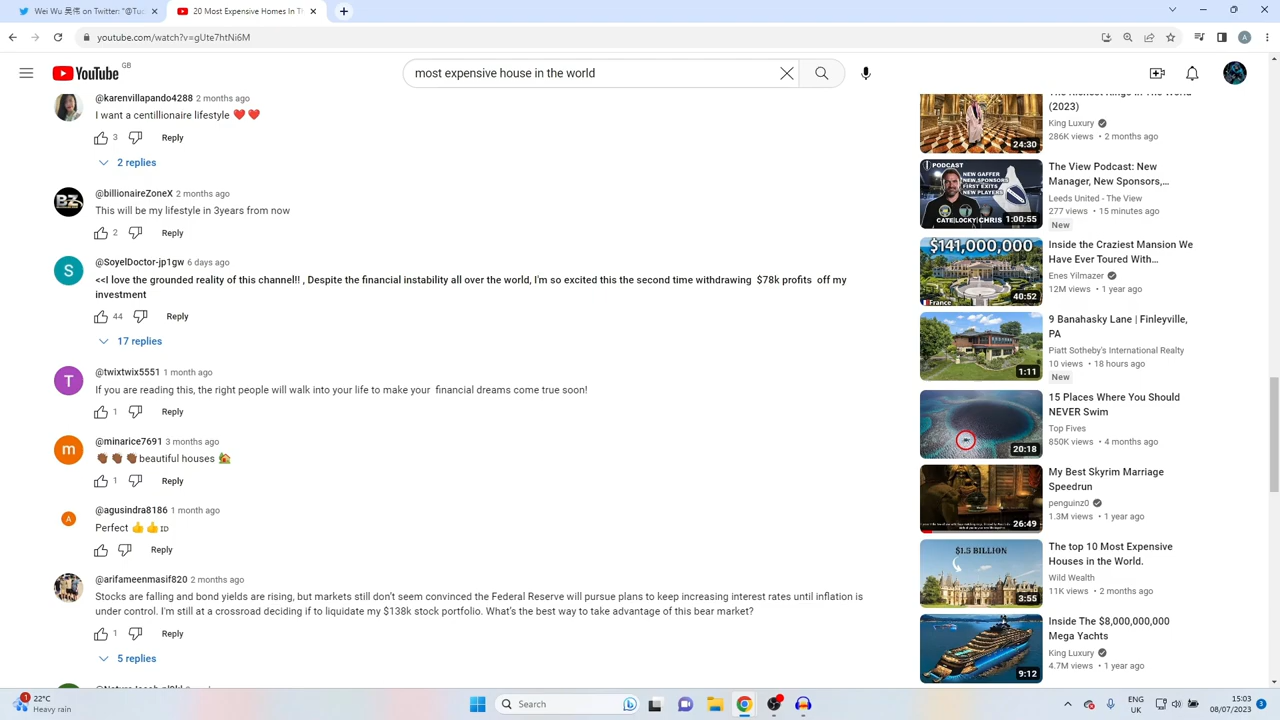 Wei Wu on Twitter: "@Tu
20 Most Expensive Homes in T
youtube.com/watch?v=gUte7htNi6M
A
YouTube GB
most expensive house in the world
@karenvillapando4288 2 months ago
I want a centillionaire lifestyle ❤️ ❤️
3 Reply
2 replies
BZ
@billionaireZoneX 2 months ago
This will be my lifestyle in 3years from now
2 Reply
S
@SoyelDoctor-jp1gw 6 days ago
<<I love the grounded reality of this channel!! , Despite the financial instability all over the world, I'm so excited this the second time withdrawing $78k profits off my
investment
44 Reply
17 replies
T
@twixtwix5551 1 month ago
If you are reading this, the right people will walk into your life to make your financial dreams come true soon!
1 Reply
m
@minarice7691 3 months ago
👏🏾 👏🏾 👏🏾 beautiful houses 🏡
1 Reply
A
@agusindra8186 1 month ago
Perfect 👍 👍 ID
Reply
@arifameenmasif820 2 months ago
Stocks are falling and bond yields are rising, but markets still don't seem convinced the Federal Reserve will pursue plans to keep increasing interest rates until inflation is
under control. I'm still at a crossroad deciding if to liquidate my $138k stock portfolio. What's the best way to take advantage of this bear market?
1 Reply
5 replies
The Richest Kings In The World
(2023)
King Luxury
286K views • 2 months ago
24:30
PODCAST
NEW GAFFER
NEW SPONSORS
FIRST EXITS
NEW PLAYERS
CATE|LOCKY|CHRIS
1:00:55
The View Podcast: New
Manager, New Sponsors,...
Leeds United - The View
277 views • 15 minutes ago
New
$141,000,000
France
40:52
Inside the Craziest Mansion We
Have Ever Toured With...
Enes Yilmazer
12M views • 1 year ago
1:11
9 Banahasky Lane | Finleyville,
PA
Piatt Sotheby's International Realty
10 views • 18 hours ago
New
20:18
15 Places Where You Should
NEVER Swim
Top Fives
850K views • 4 months ago
26:49
My Best Skyrim Marriage
Speedrun
penguinz0
1.3M views • 1 year ago
$1.5 BILLION
3:55
The top 10 Most Expensive
Houses in the World.
Wild Wealth
11K views • 2 months ago
9:12
Inside The $8,000,000,000
Mega Yachts
King Luxury
4.7M views • 1 year ago
1
22°C
Heavy rain
Search
ENG
UK
15:03
08/07/2023
3